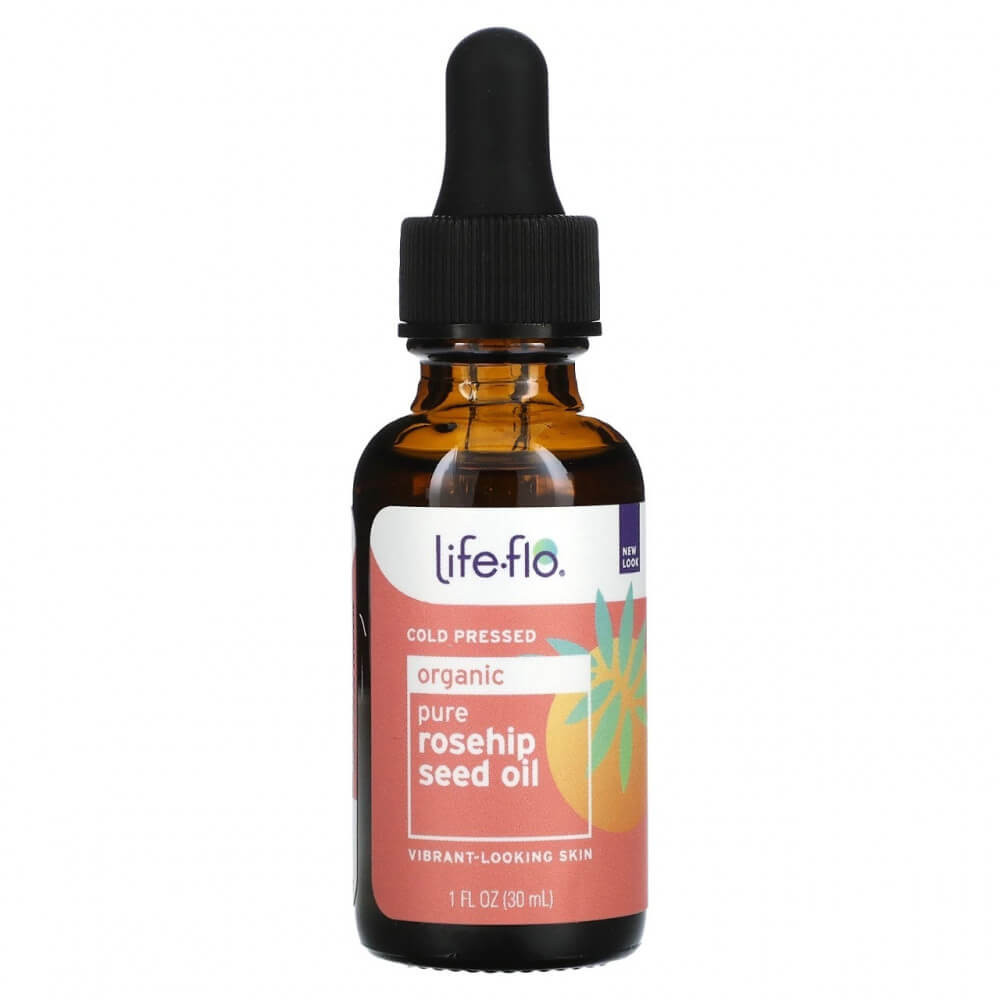 life·flo®
NEW
LOOK
COLD PRESSED
organic
pure
rosehip
seed oil
VIBRANT-LOOKING SKIN
1 FL OZ (30 mL)